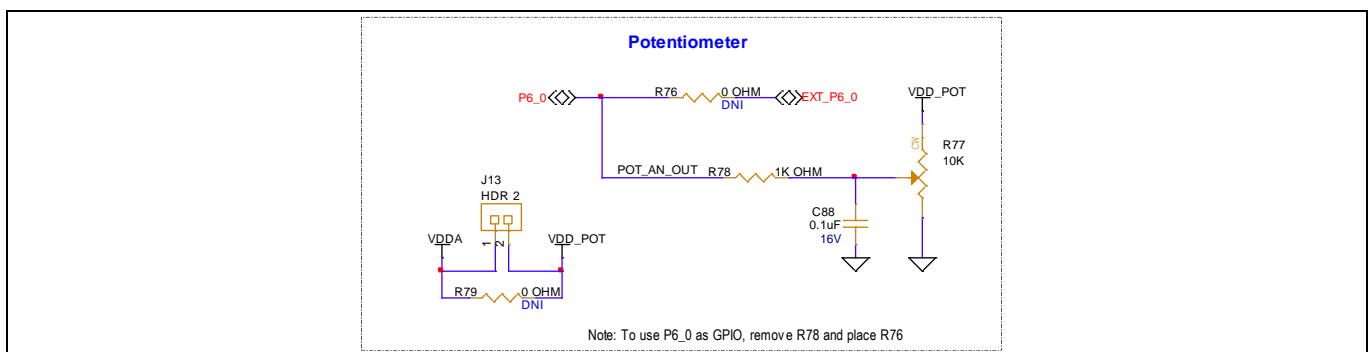 Potentiometer
P6_0
R76
0 OHM
DNI
EXT_P6_0
VDD_POT
CW
R77
10K
POT_AN_OUT
R78
1K OHM
J13
HDR 2
C88
0.1uF
16V
VDDA
1
2
VDD_POT
R79
0 OHM
DNI
Note: To use P6_0 as GPIO, remove R78 and place R76